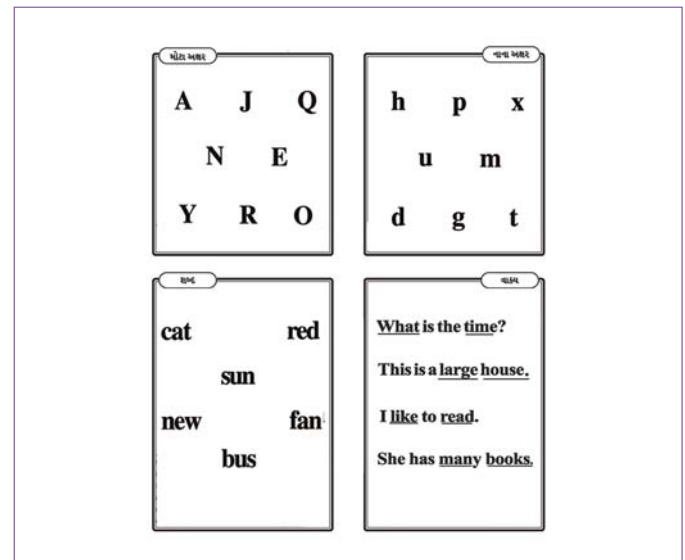 મોટા અક્ષર
A J Q
N E
Y R O
નાના અક્ષર
h p x
u m
d g t
શબ્દ
cat red
sun
new fan
bus
વાક્ય
What is the time?
This is a large house.
I like to read.
She has many books.